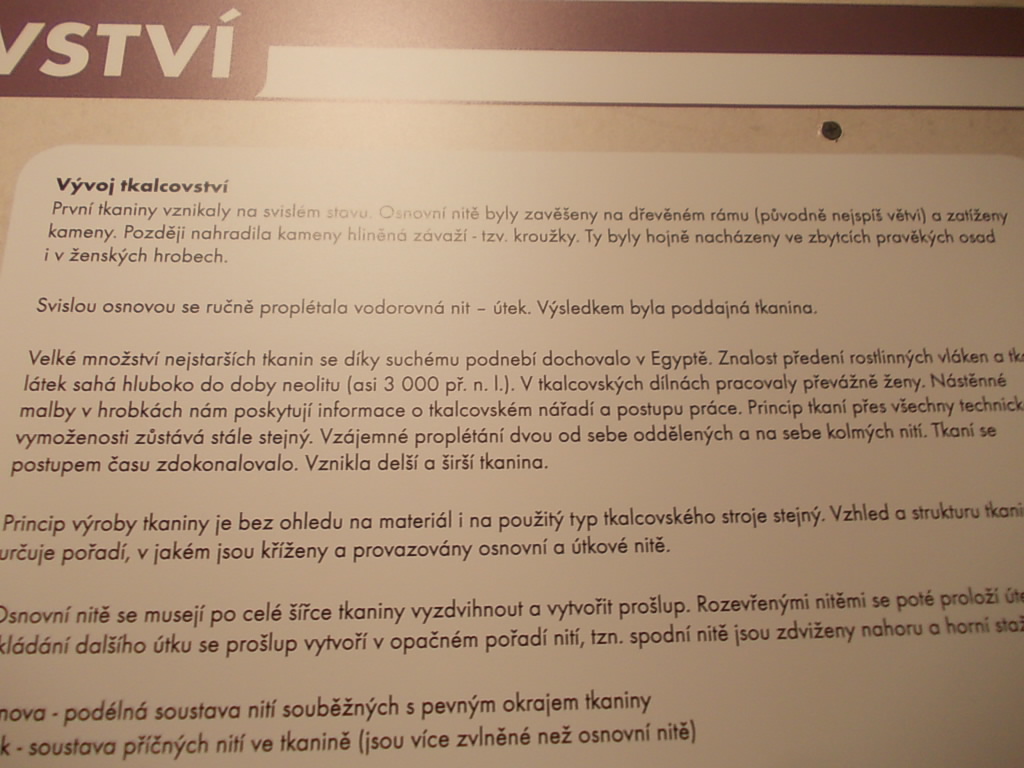 VSTVÍ
Vývoj tkalcovství
První tkaniny vznikaly na svislém stavu. Osnovní nitě byly zavěšeny na dřevěném rámu (původně nejspíš větvi) a zatíženy
kameny. Později nahradila kameny hliněná závaží - tzv. kroužky. Ty byly hojně nacházeny ve zbytcích pravěkých osad
i v ženských hrobech.
Svislou osnovou se ručně proplétala vodorovná nit – útek. Výsledkem byla poddajná tkanina.
Velké množství nejstarších tkanin se díky suchému podnebí dochovalo v Egyptě. Znalost předení rostlinných vláken a tk
látek sahá hluboko do doby neolitu (asi 3 000 př. n. l.). V tkalcovských dílnách pracovaly převážně ženy. Nástěnné
malby v hrobkách nám poskytují informace o tkalcovském nářadí a postupu práce. Princip tkaní přes všechny technick
vymoženosti zůstává stále stejný. Vzájemné proplétání dvou od sebe oddělených a na sebe kolmých nití. Tkaní se
postupem času zdokonalovalo. Vznikla delší a širší tkanina.
Princip výroby tkaniny je bez ohledu na materiál i na použitý typ tkalcovského stroje stejný. Vzhled a strukturu tkani
určuje pořadí, v jakém jsou kříženy a provazovány osnovní a útkové nitě.
Osnovní nitě se musejí po celé šířce tkaniny vyzdvihnout a vytvořit prošlup. Rozevřenými nitěmi se poté proloží úte
kládání dalšího útku se prošlup vytvoří v opačném pořadí nití, tzn. spodní nitě jsou zdviženy nahoru a horní staž
nova - podélná soustava nití souběžných s pevným okrajem tkaniny
k - soustava příčných nití ve tkanině (jsou více zvlněné než osnovní nitě)